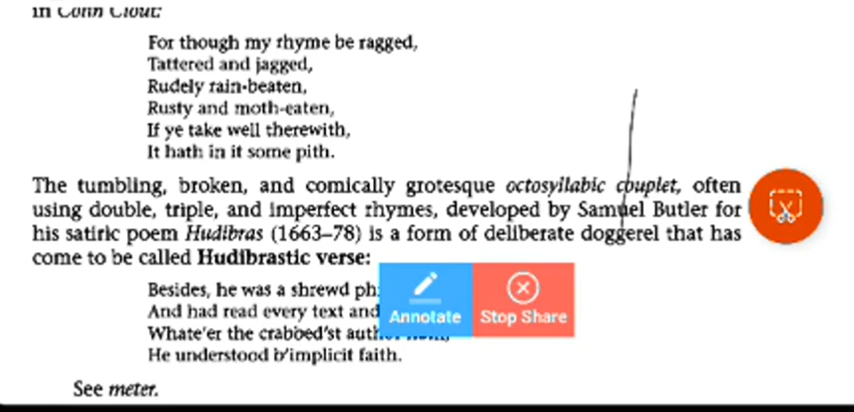 in Colin Clout:
For though my rhyme be ragged,
Tattered and jagged,
Rudely rain-beaten,
Rusty and moth-eaten,
If ye take well therewith,
It hath in it some pith.
The tumbling, broken, and comically grotesque octosyllabic couplet, often
using double, triple, and imperfect rhymes, developed by Samuel Butler for
his satiric poem Hudibras (1663–78) is a form of deliberate doggerel that has
come to be called Hudibrastic verse:
Besides, he was a shrewd
And had read every text and
Whate'er the crabbed'st
He understood b'implicit faith.
See meter.
Annotate
Stop Share